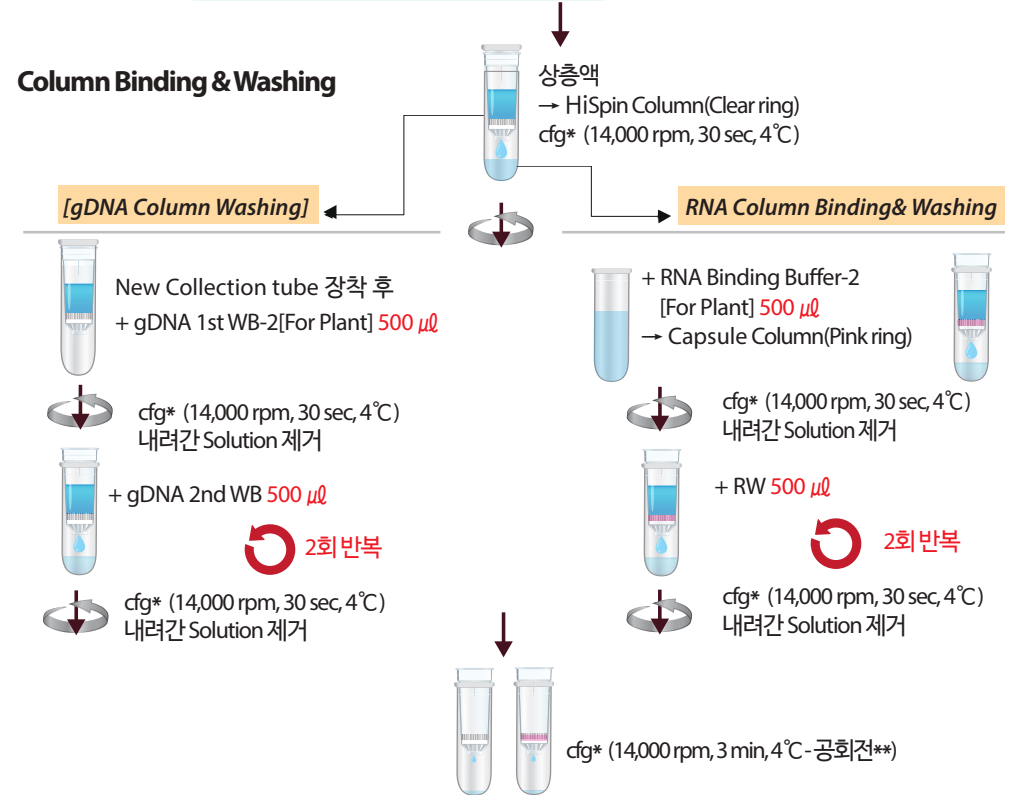 Column Binding & Washing
상층액
→ HiSpin Column(Clear ring)
cfg* (14,000 rpm, 30 sec, 4℃)
[gDNA Column Washing]
New Collection tube 장착 후
+ gDNA 1st WB-2[For Plant] 500 ㎕
cfg* (14,000 rpm, 30 sec, 4℃)
내려간 Solution 제거
+ gDNA 2nd WB 500 ㎕
2회 반복
cfg* (14,000 rpm, 30 sec, 4℃)
내려간 Solution 제거
RNA Column Binding& Washing
+ RNA Binding Buffer-2
[For Plant] 500 ㎕
→ Capsule Column(Pink ring)
cfg* (14,000 rpm, 30 sec, 4℃)
내려간 Solution 제거
+ RW 500 ㎕
2회 반복
cfg* (14,000 rpm, 30 sec, 4℃)
내려간 Solution 제거
cfg* (14,000 rpm, 3 min, 4℃-공회전**)